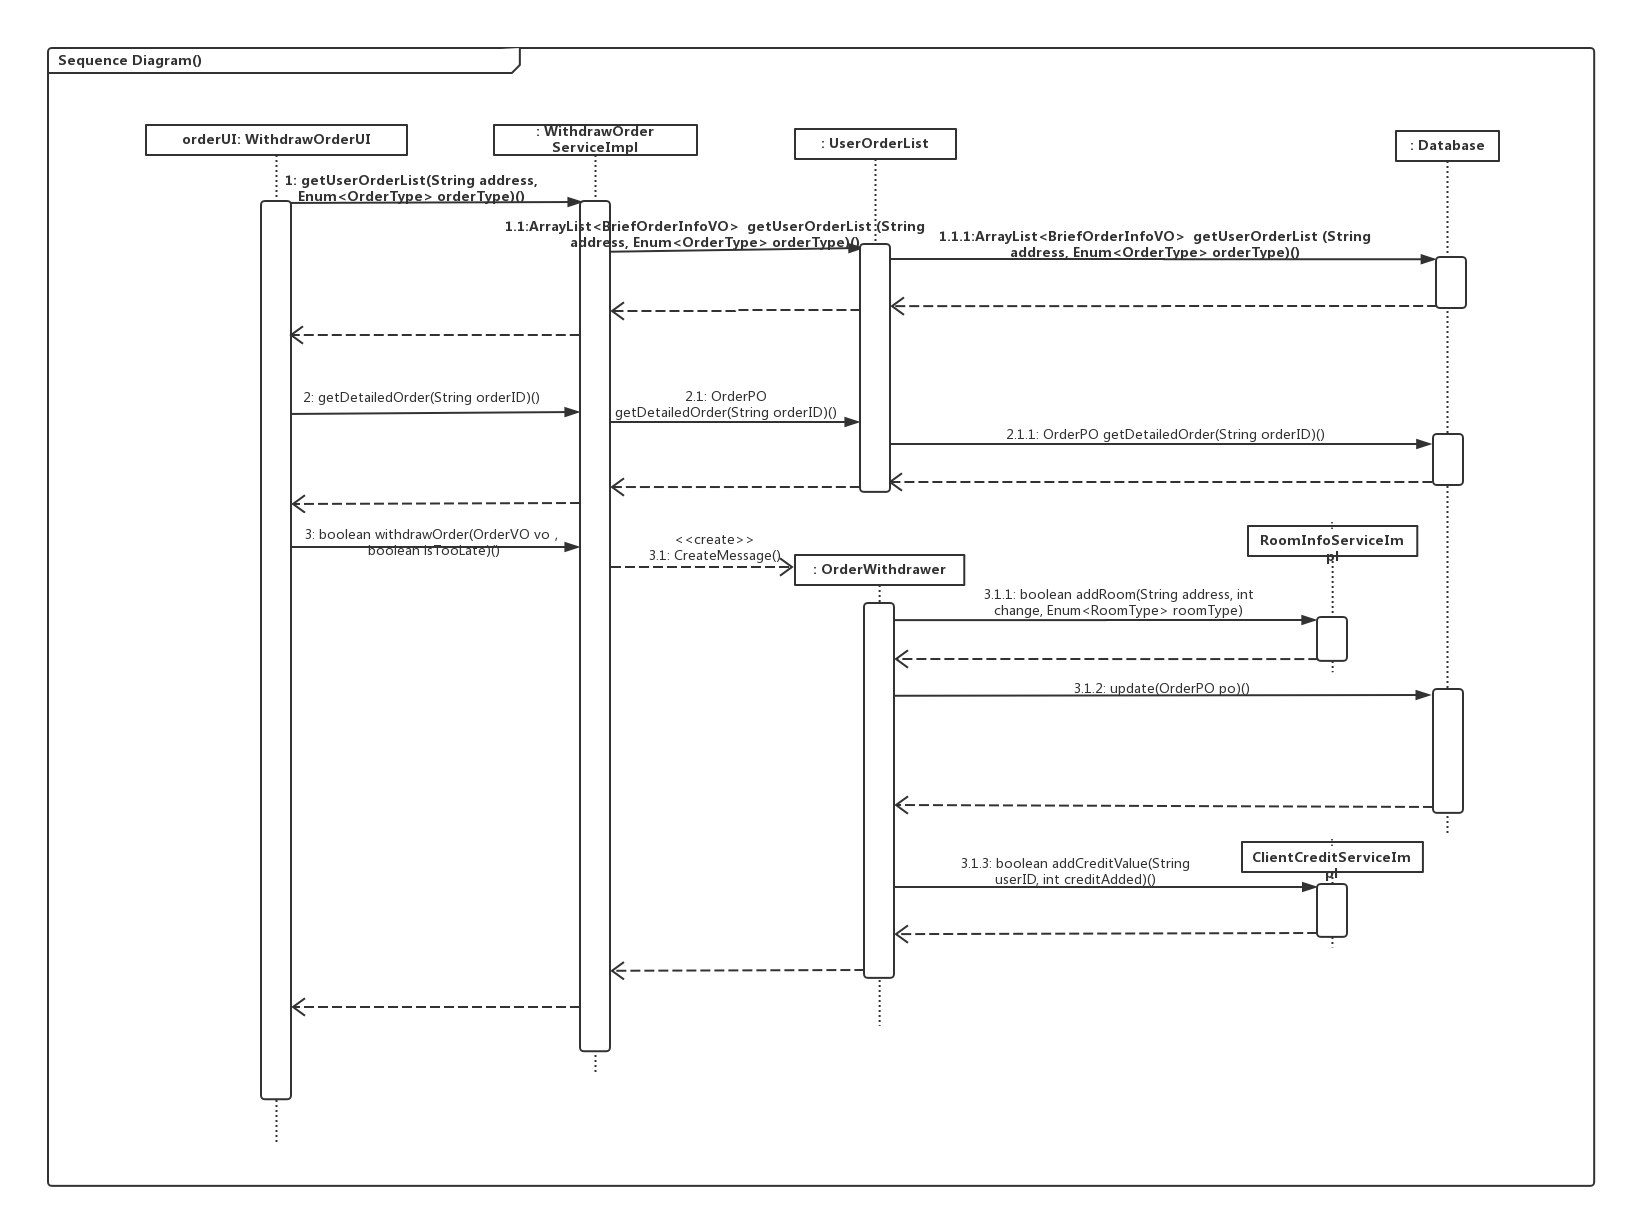 Sequence Diagram()
orderUI: WithdrawOrderUI
: WithdrawOrder
ServiceImpl
: UserOrderList
: Database
1: getUserOrderList(String address,
Enum<OrderType> orderType)()
1.1:ArrayList<BriefOrderInfoVO>  getUserOrderList (String
address, Enum<OrderType> orderType)()
1.1.1:ArrayList<BriefOrderInfoVO>  getUserOrderList (String
address, Enum<OrderType> orderType)()
2: getDetailedOrder(String orderID)()
2.1: OrderPO
getDetailedOrder(String orderID)()
2.1.1: OrderPO getDetailedOrder(String orderID)()
3: boolean withdrawOrder(OrderVO vo ,
boolean isTooLate)()
<<create>>
3.1: CreateMessage()
: OrderWithdrawer
RoomInfoServiceIm
pl
3.1.1: boolean addRoom(String address, int
change, Enum<RoomType> roomType)
3.1.2: update(OrderPO po)()
ClientCreditServiceIm
pl
3.1.3: boolean addCreditValue(String
userID, int creditAdded)()